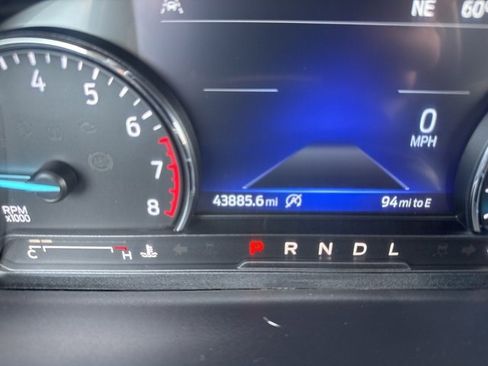 NE 60°
4
5
6
7
8
RPM
x1000
0
MPH
43885.6 mi
94 mi to E
C H
P R N D L